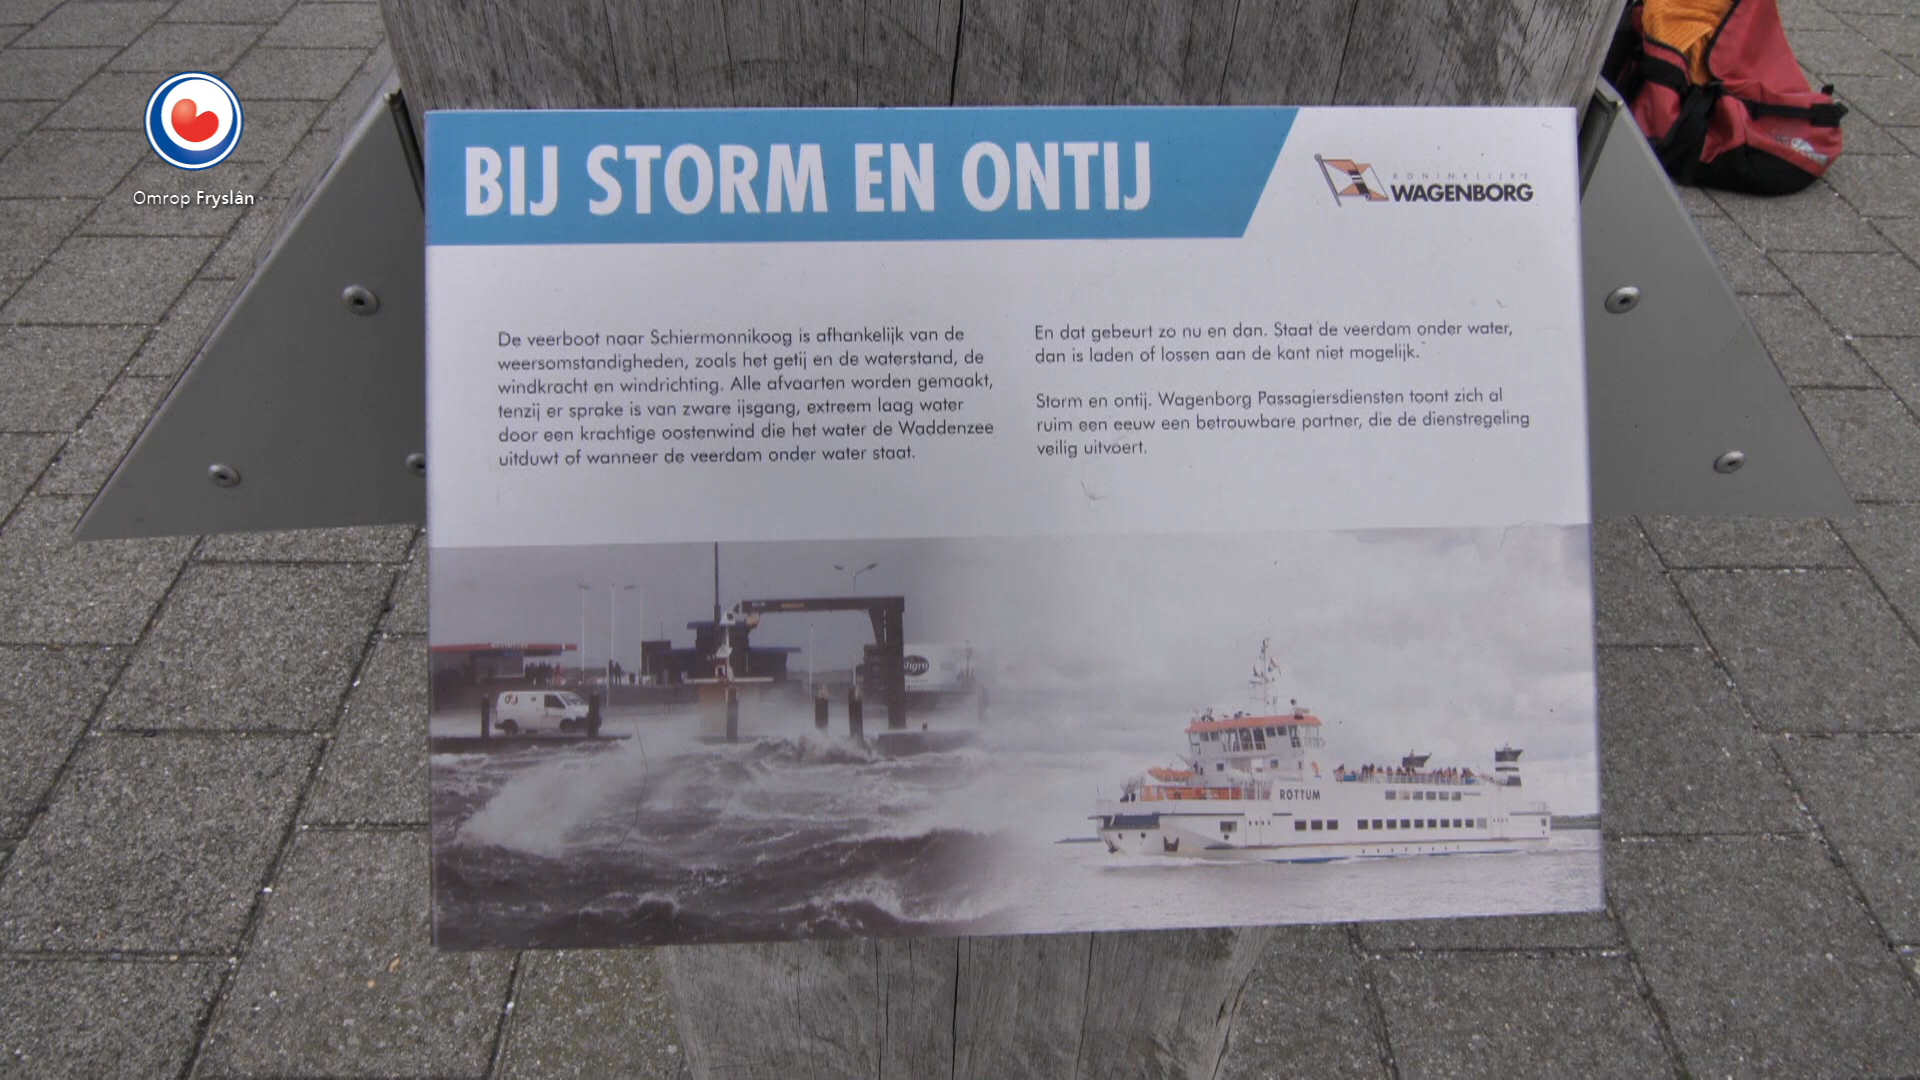 Omrop Fryslân
BIJ STORM EN ONTIJ
KONINKLIJKE
WAGENBORG
De veerboot naar Schiermonnikoog is afhankelijk van de
weersomstandigheden, zoals het getij en de waterstand, de
windkracht en windrichting. Alle afvaarten worden gemaakt,
tenzij er sprake is van zware ijsgang, extreem laag water
door een krachtige oostenwind die het water de Waddenzee
uitduwt of wanneer de veerdam onder water staat.
En dat gebeurt zo nu en dan. Staat de veerdam onder water,
dan is laden of lossen aan de kant niet mogelijk.
Storm en ontij. Wagenborg Passagiersdiensten toont zich al
ruim een eeuw een betrouwbare partner, die de dienstregeling
veilig uitvoert.
ROTTUM